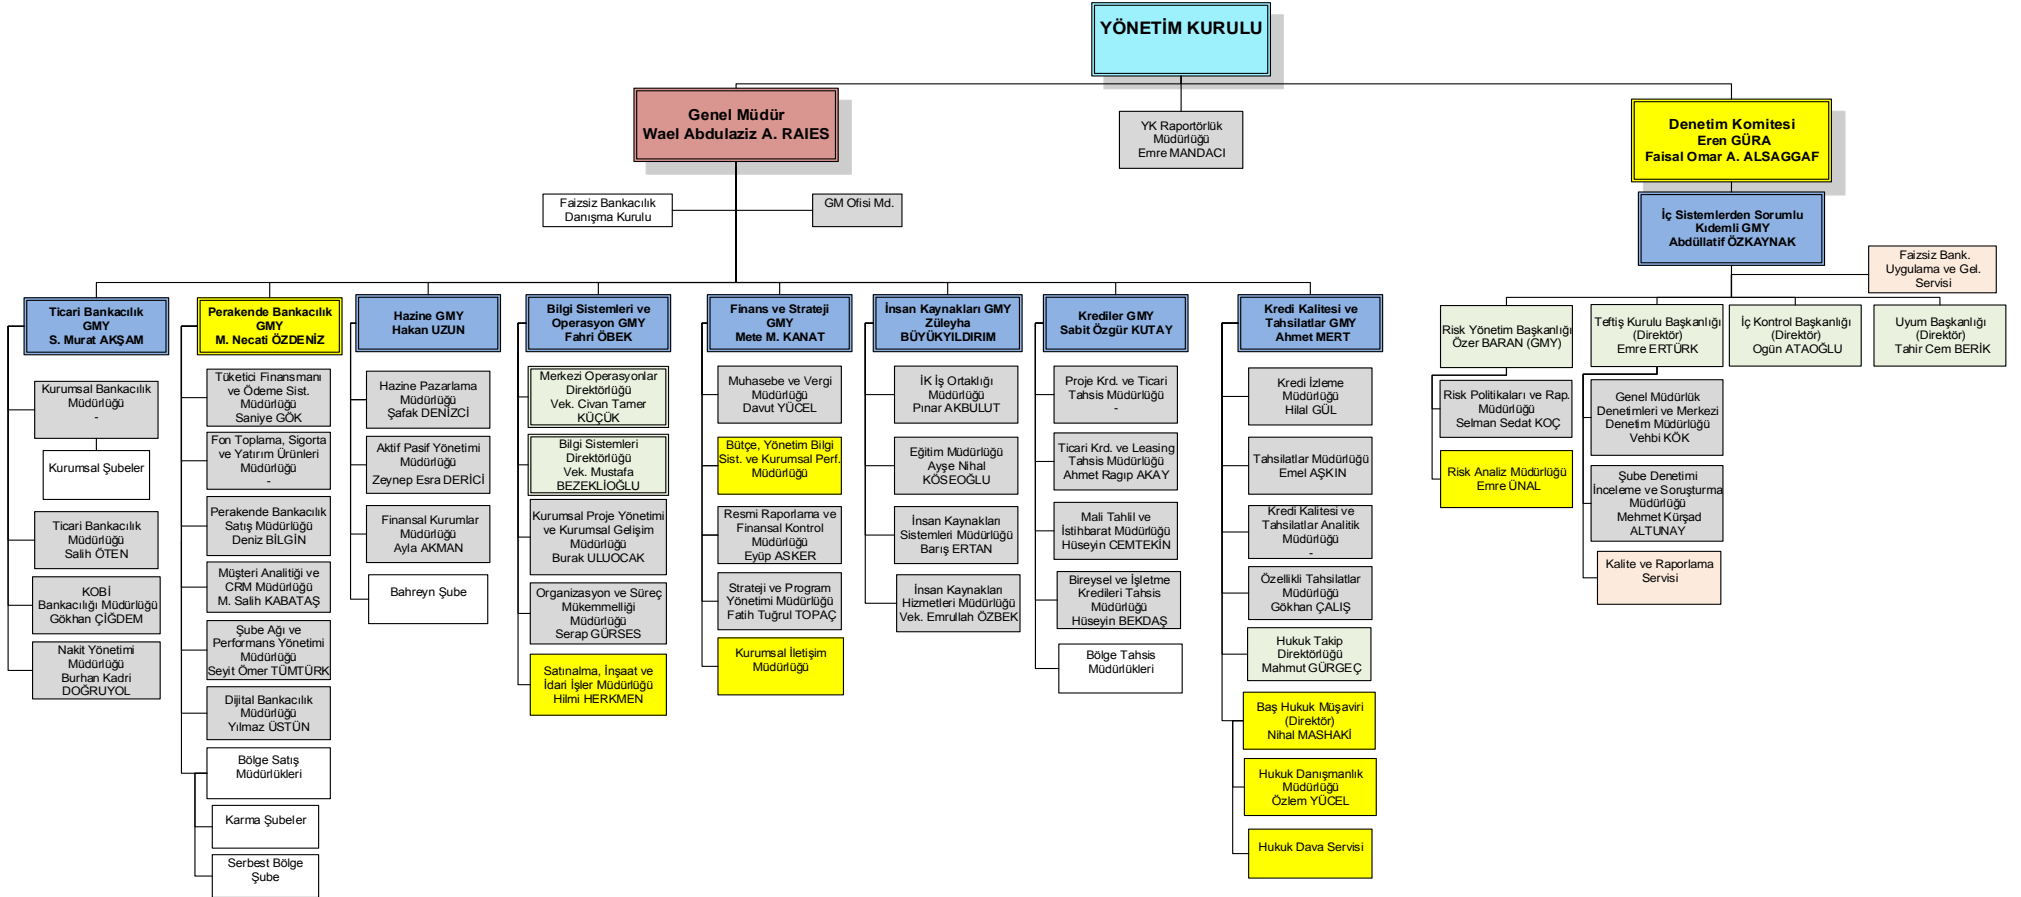 YÖNETİM KURULU
Genel Müdür
Wael Abdulaziz A. RAIES
YK Raportörlük
Müdürlüğü
Emre MANDACI
Denetim Komitesi
Eren GÜRA
Faisal Omar A. ALSAGGAF
Faizsiz Bankacılık
Danışma Kurulu
GM Ofisi Md.
İç Sistemlerden Sorumlu
Kıdemli GMY
Abdüllatif ÖZKAYNAK
Faizsiz Bank.
Uygulama ve Gel.
Servisi
Ticari Bankacılık
GMY
S. Murat AKŞAM
Kurumsal Bankacılık
Müdürlüğü
-
Kurumsal Şubeler
Ticari Bankacılık
Müdürlüğü
Salih ÖTEN
KOBİ
Bankacılığı Müdürlüğü
Gökhan ÇİĞDEM
Nakit Yönetimi
Müdürlüğü
Burhan Kadri
DOĞRUYOL
Perakende Bankacılık
GMY
M. Necati ÖZDENİZ
Tüketici Finansmanı
ve Ödeme Sist.
Müdürlüğü
Saniye GÖK
Fon Toplama, Sigorta
ve Yatırım Ürünleri
Müdürlüğü
-
Perakende Bankacılık
Satış Müdürlüğü
Deniz BİLGİN
Müşteri Analitiği ve
CRM Müdürlüğü
M. Salih KABATAŞ
Şube Ağı ve
Performans Yönetimi
Müdürlüğü
Seyit Ömer TÜMTÜRK
Dijital Bankacılık
Müdürlüğü
Yılmaz ÜSTÜN
Bölge Satış
Müdürlükleri
Karma Şubeler
Serbest Bölge
Şube
Hazine GMY
Hakan UZUN
Hazine Pazarlama
Müdürlüğü
Şafak DENİZCİ
Aktif Pasif Yönetimi
Müdürlüğü
Zeynep Esra DERİCİ
Finansal Kurumlar
Müdürlüğü
Ayla AKMAN
Bahreyn Şube
Bilgi Sistemleri ve
Operasyon GMY
Fahri ÖBEK
Merkezi Operasyonlar
Direktörlüğü
Vek. Civan Tamer
KÜÇÜK
Bilgi Sistemleri
Direktörlüğü
Vek. Mustafa
BEZEKLİOĞLU
Kurumsal Proje Yönetimi
ve Kurumsal Gelişim
Müdürlüğü
Burak ULUOCAK
Organizasyon ve Süreç
Mükemmelliği
Müdürlüğü
Serap GÜRSES
Satınalma, İnşaat ve
İdari İşler Müdürlüğü
Hilmi HERKMEN
Finans ve Strateji
GMY
Mete M. KANAT
Muhasebe ve Vergi
Müdürlüğü
Davut YÜCEL
Bütçe, Yönetim Bilgi
Sist. ve Kurumsal Perf.
Müdürlüğü
Resmi Raporlama ve
Finansal Kontrol
Müdürlüğü
Eyüp ASKER
Strateji ve Program
Yönetimi Müdürlüğü
Fatih Tuğrul TOPAÇ
Kurumsal İletişim
Müdürlüğü
İnsan Kaynakları GMY
Züleyha
BÜYÜKYILDIRIM
İK İş Ortaklığı
Müdürlüğü
Pınar AKBULUT
Eğitim Müdürlüğü
Ayşe Nihal
KÖSEOĞLU
İnsan Kaynakları
Sistemleri Müdürlüğü
Barış ERTAN
İnsan Kaynakları
Hizmetleri Müdürlüğü
Vek. Emrullah ÖZBEK
Krediler GMY
Sabit Özgür KUTAY
Proje Krd. ve Ticari
Tahsis Müdürlüğü
-
Ticari Krd. ve Leasing
Tahsis Müdürlüğü
Ahmet Ragıp AKAY
Mali Tahlil ve
İstihbarat Müdürlüğü
Hüseyin CEMTEKİN
Bireysel ve İşletme
Kredileri Tahsis
Müdürlüğü
Hüseyin BEKDAŞ
Bölge Tahsis
Müdürlükleri
Kredi Kalitesi ve
Tahsilatlar GMY
Ahmet MERT
Kredi İzleme
Müdürlüğü
Hilal GÜL
Tahsilatlar Müdürlüğü
Emel AŞKIN
Kredi Kalitesi ve
Tahsilatlar Analitik
Müdürlüğü
-
Özellikli Tahsilatlar
Müdürlüğü
Gökhan ÇALIŞ
Hukuk Takip
Direktörlüğü
Mahmut GÜRGEÇ
Baş Hukuk Müşaviri
(Direktör)
Nihal MASHAKİ
Hukuk Danışmanlık
Müdürlüğü
Özlem YÜCEL
Hukuk Dava Servisi
Risk Yönetim Başkanlığı
Özer BARAN (GMY)
Risk Politikaları ve Rap.
Müdürlüğü
Selman Sedat KOÇ
Risk Analiz Müdürlüğü
Emre ÜNAL
Teftiş Kurulu Başkanlığı
(Direktör)
Emre ERTÜRK
Genel Müdürlük
Denetimleri ve Merkezi
Denetim Müdürlüğü
Vehbi KÖK
Şube Denetimi
İnceleme ve Soruşturma
Müdürlüğü
Mehmet Kürşad
ALTUNAY
Kalite ve Raporlama
Servisi
İç Kontrol Başkanlığı
(Direktör)
Ogün ATAOĞLU
Uyum Başkanlığı
(Direktör)
Tahir Cem BERİK